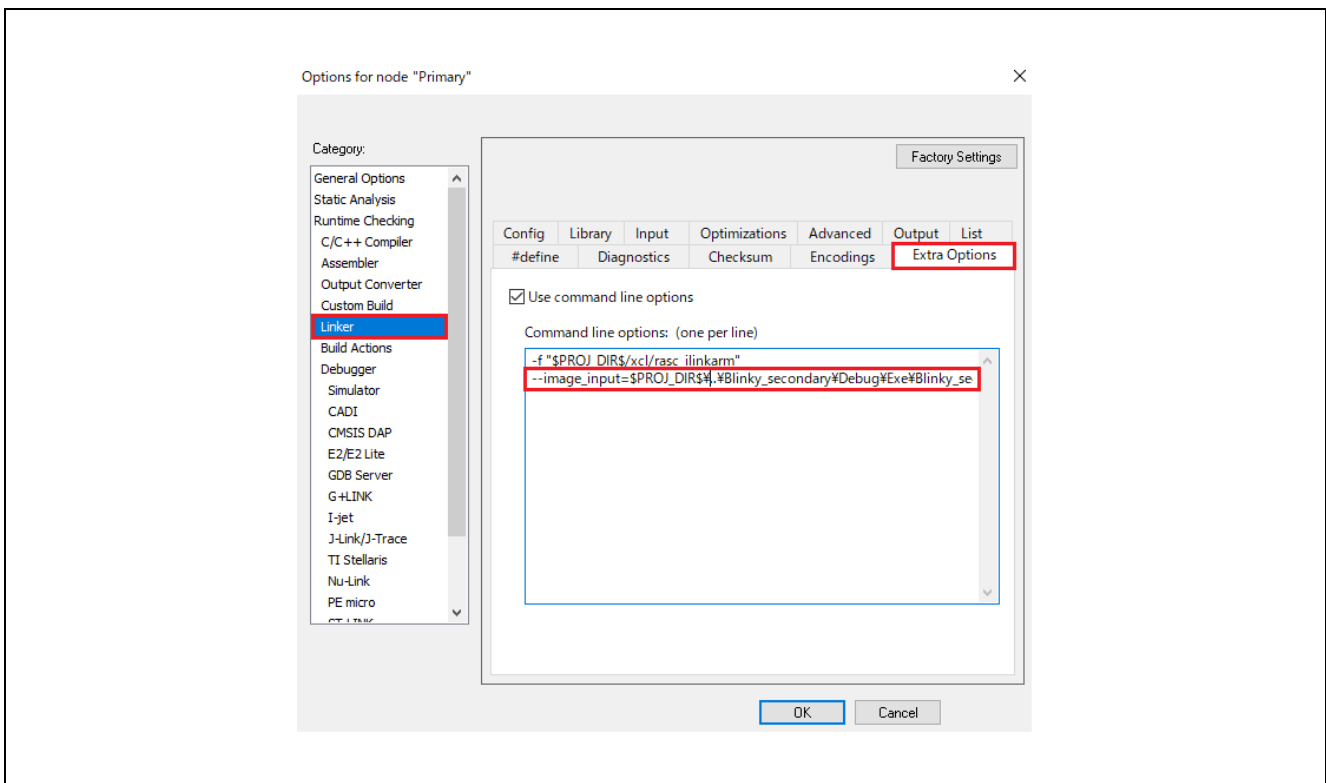 Options for node "Primary"
Category:
Factory Settings
General Options
Static Analysis
Runtime Checking
C/C++ Compiler
Assembler
Output Converter
Custom Build
Linker
Build Actions
Debugger
Simulator
CADI
CMSIS DAP
E2/E2 Lite
GDB Server
G+LINK
I-jet
J-Link/J-Trace
TI Stellaris
Nu-Link
PE micro
ST-LINK
Config Library Input Optimizations Advanced Output List
#define Diagnostics Checksum Encodings Extra Options
Use command line options
Command line options: (one per line)
-f "$PROJ_DIR$/xcl/rasc_ilinkarm"
--image_input=$PROJ_DIR$¥..¥Blinky_secondary¥Debug¥Exe¥Blinky_se
OK Cancel